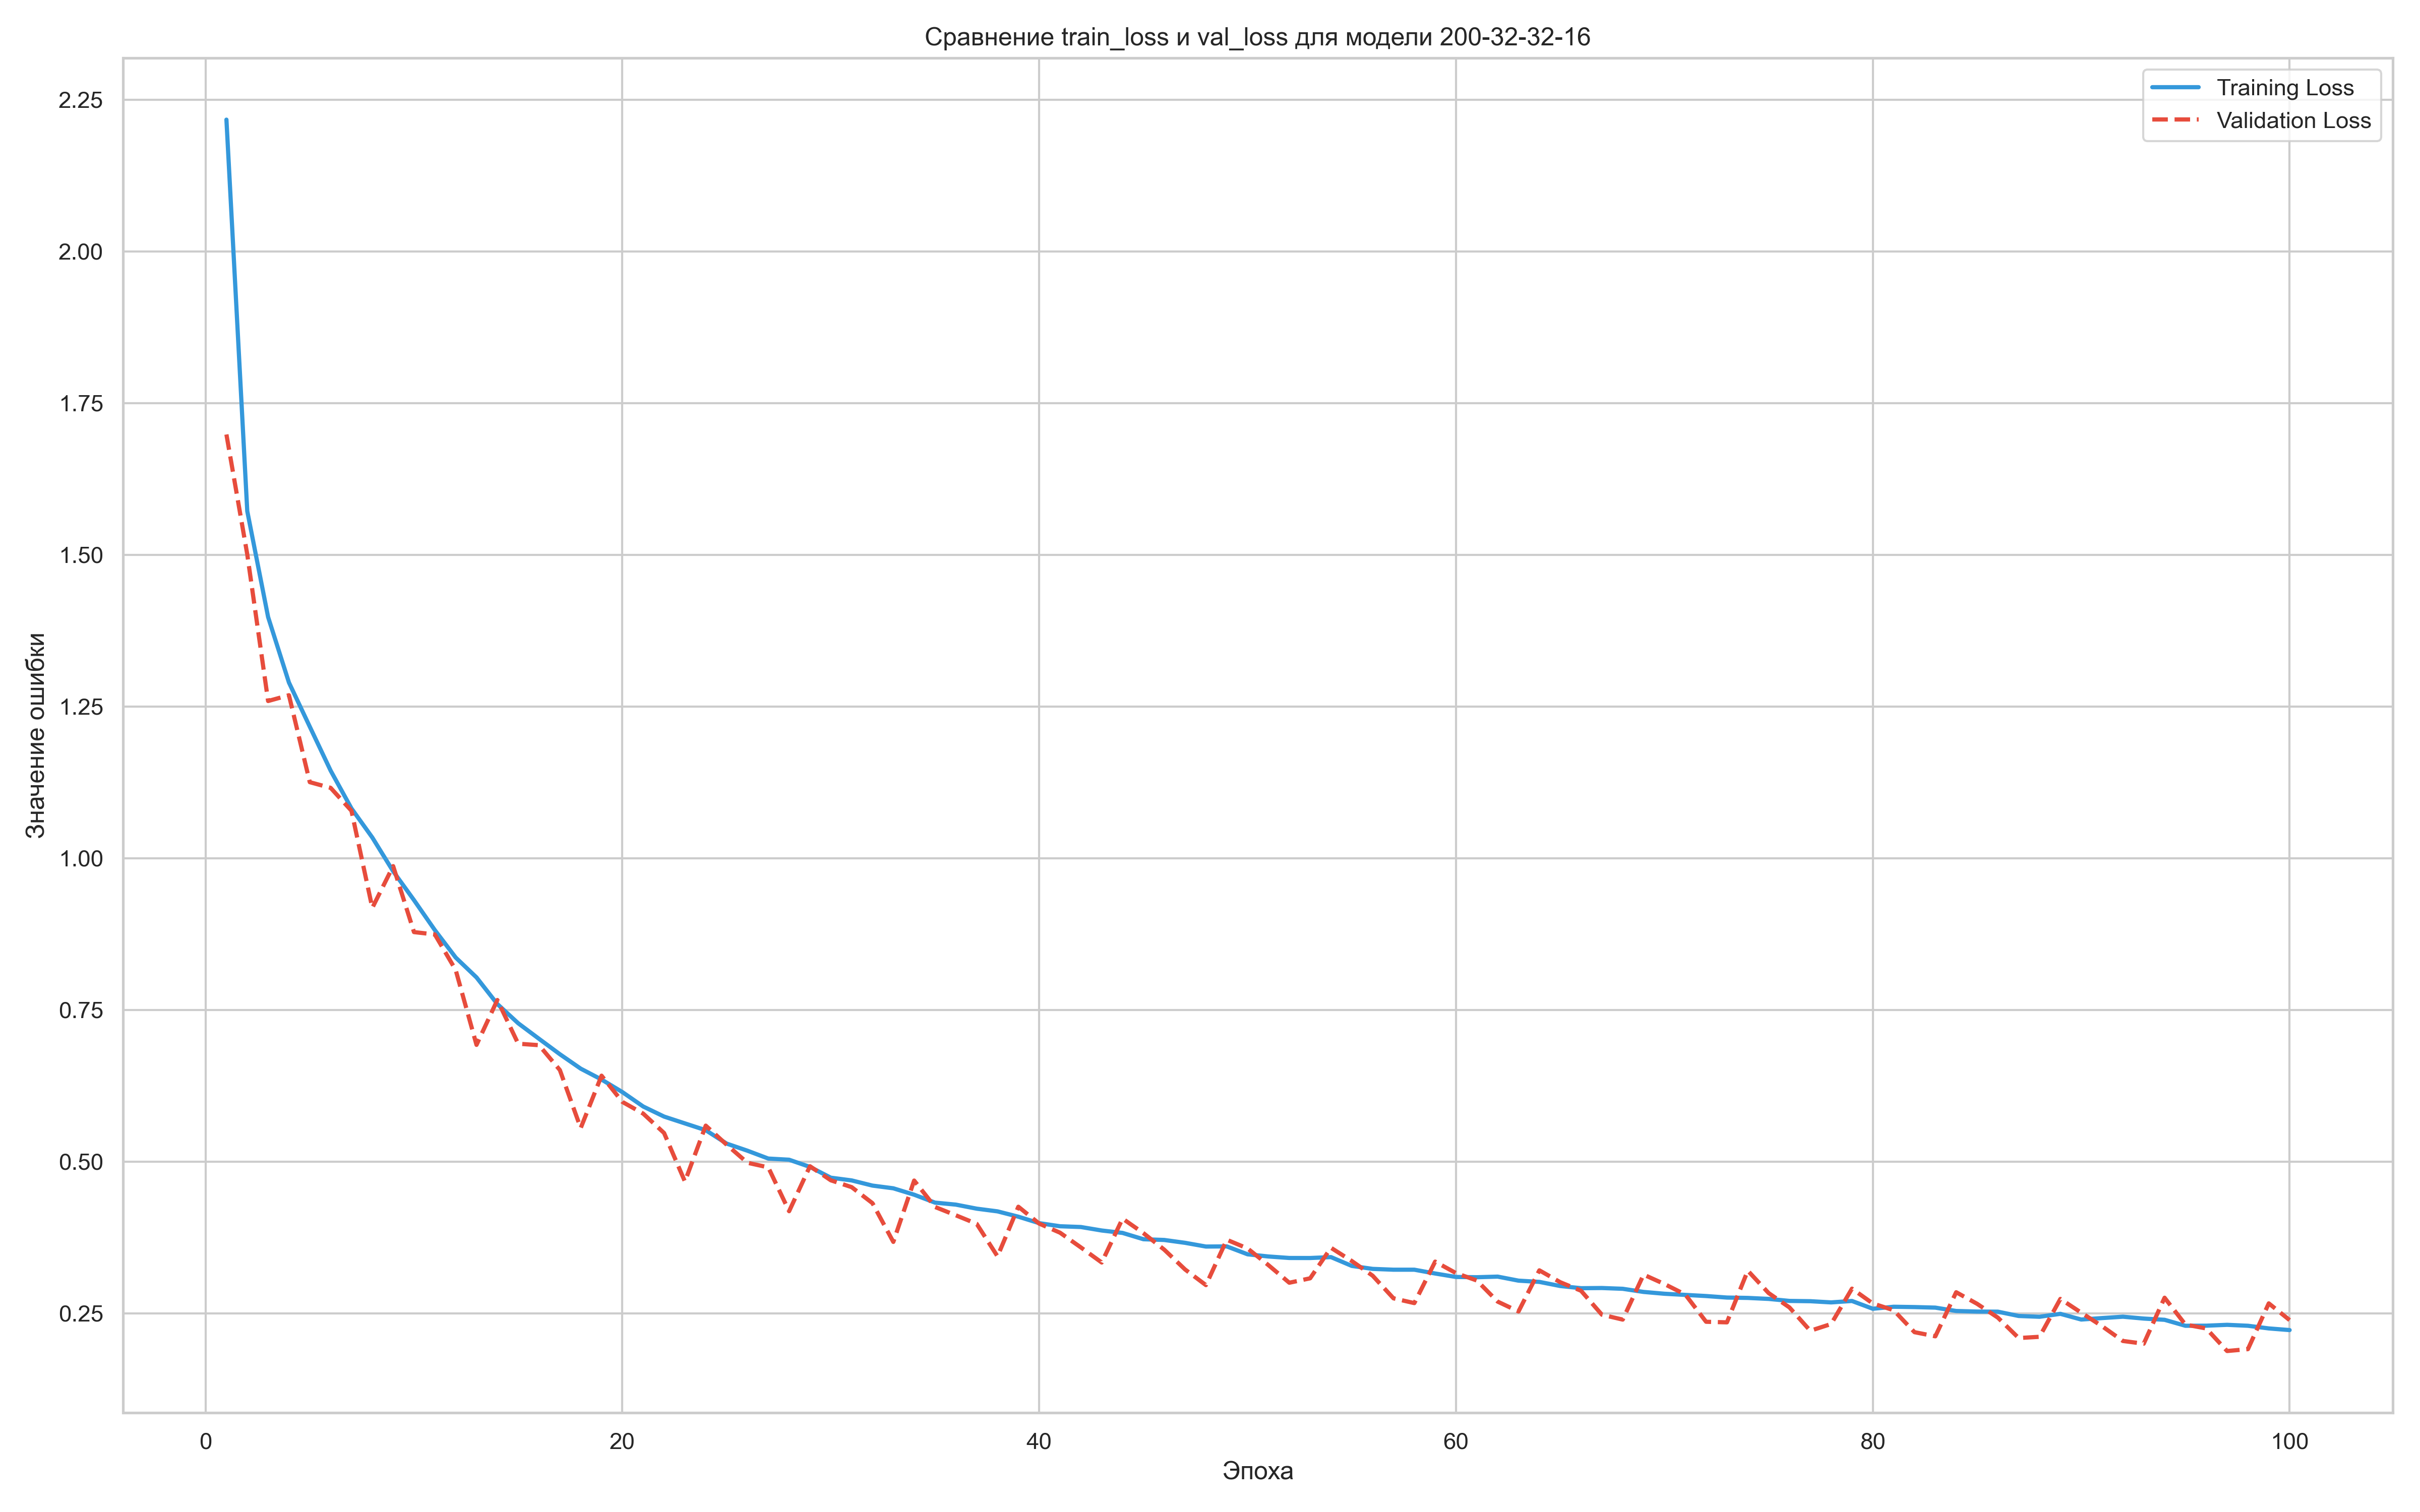 Сравнение train_loss и val_loss для модели 200-32-32-16
Training Loss
Validation Loss
Значение ошибки
2.25
2.00
1.75
1.50
1.25
1.00
0.75
0.50
0.25
0 20 40 60 80 100
Эпоха